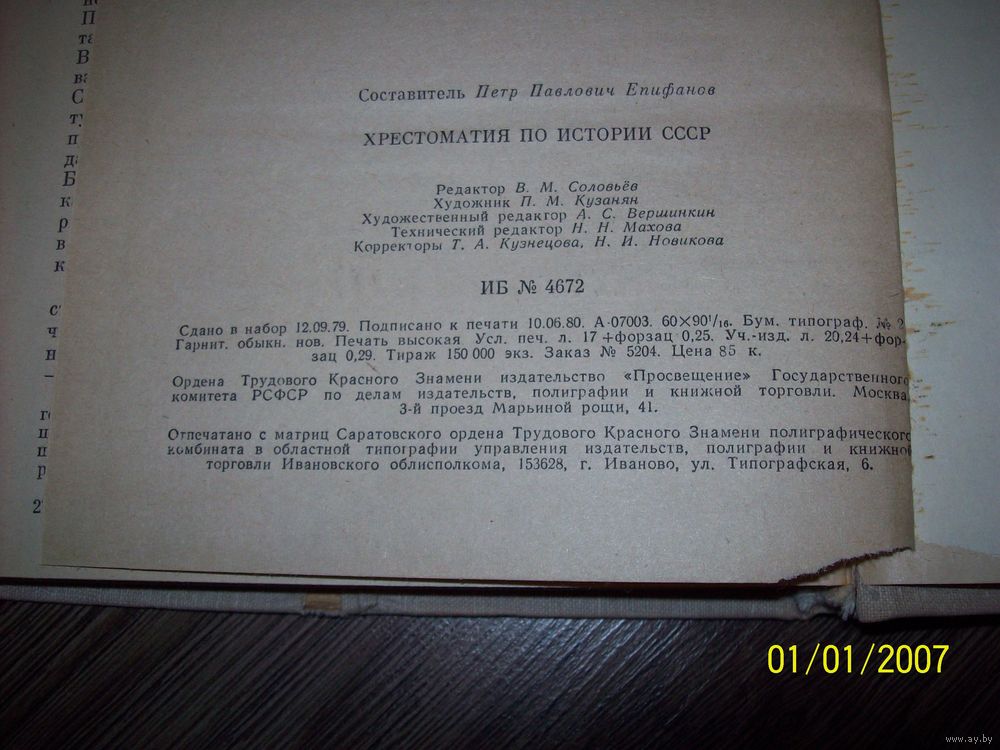 Составитель Петр Павлович Епифанов
ХРЕСТОМАТИЯ ПО ИСТОРИИ СССР
Редактор В. М. Соловьёв
Художник П. М. Кузанян
Художественный редактор А. С. Вершинкин
Технический редактор Н. Н. Махова
Корректоры Т. А. Кузнецова, Н. И. Новикова
ИБ № 4672
Сдано в набор 12.09.79. Подписано к печати 10.06.80. А-07003. 60×90¹/₁₆. Бум. типограф. № 2
Гарнит. обыкн. нов. Печать высокая Усл. печ. л. 17+форзац 0,25. Уч.-изд. л. 20,24+фор-
зац 0,29. Тираж 150 000 экз. Заказ № 5204. Цена 85 к.
Ордена Трудового Красного Знамени издательство «Просвещение» Государственного
комитета РСФСР по делам издательств, полиграфии и книжной торговли. Москва,
3-й проезд Марьиной рощи, 41.
Отпечатано с матриц Саратовского ордена Трудового Красного Знамени полиграфического
комбината в областной типографии управления издательств, полиграфии и книжной
торговли Ивановского облисполкома, 153628, г. Иваново, ул. Типографская, 6.
01/01/2007
www.ay.by